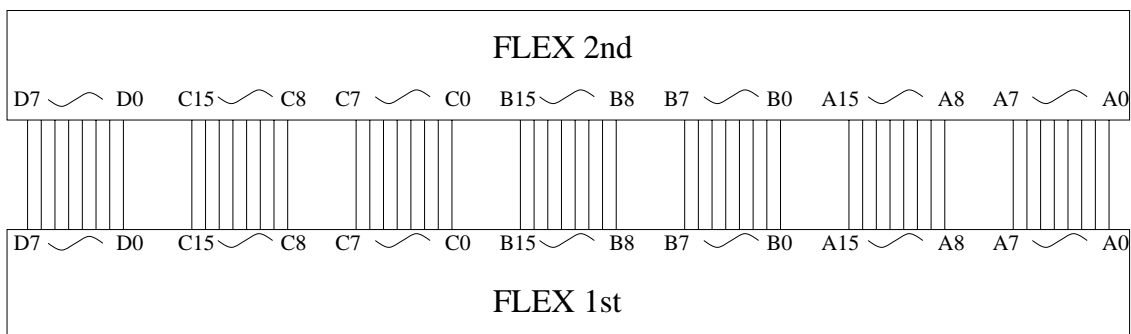 FLEX 2nd
D7 D0 C15 C8 C7 C0 B15 B8 B7 B0 A15 A8 A7 A0
D7 D0 C15 C8 C7 C0 B15 B8 B7 B0 A15 A8 A7 A0
FLEX 1st